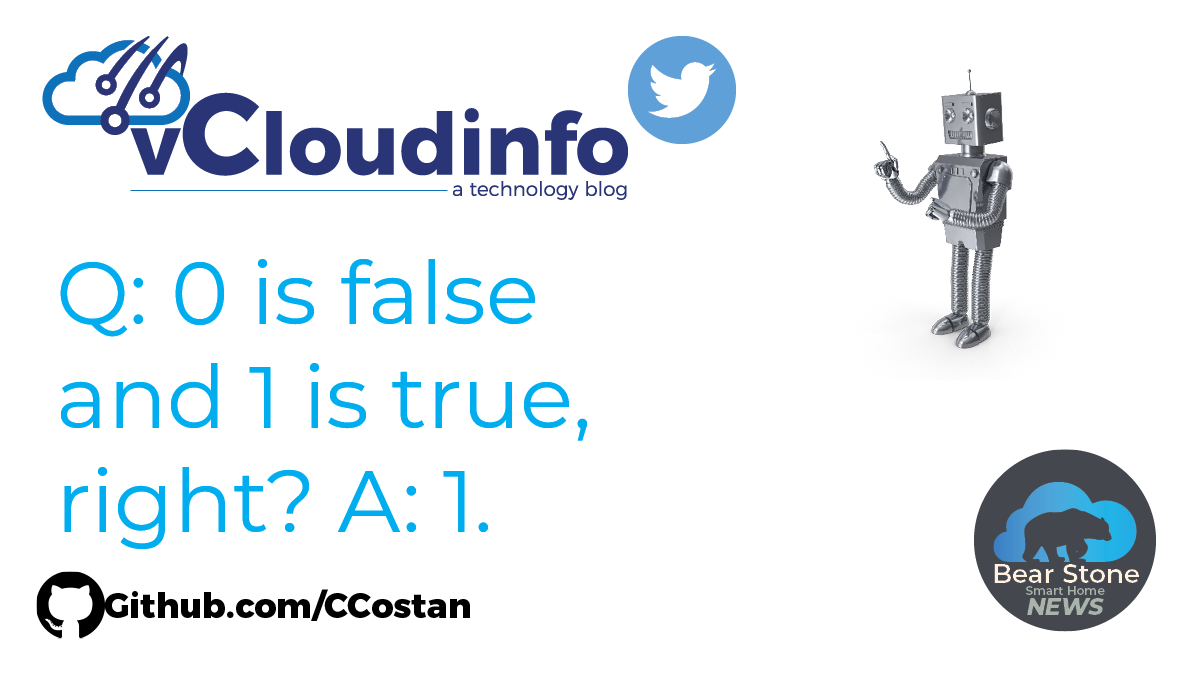 vCloudinfo
a technology blog
Q: 0 is false
and 1 is true,
right? A: 1.
Github.com/CCostan
Bear Stone
Smart Home
NEWS